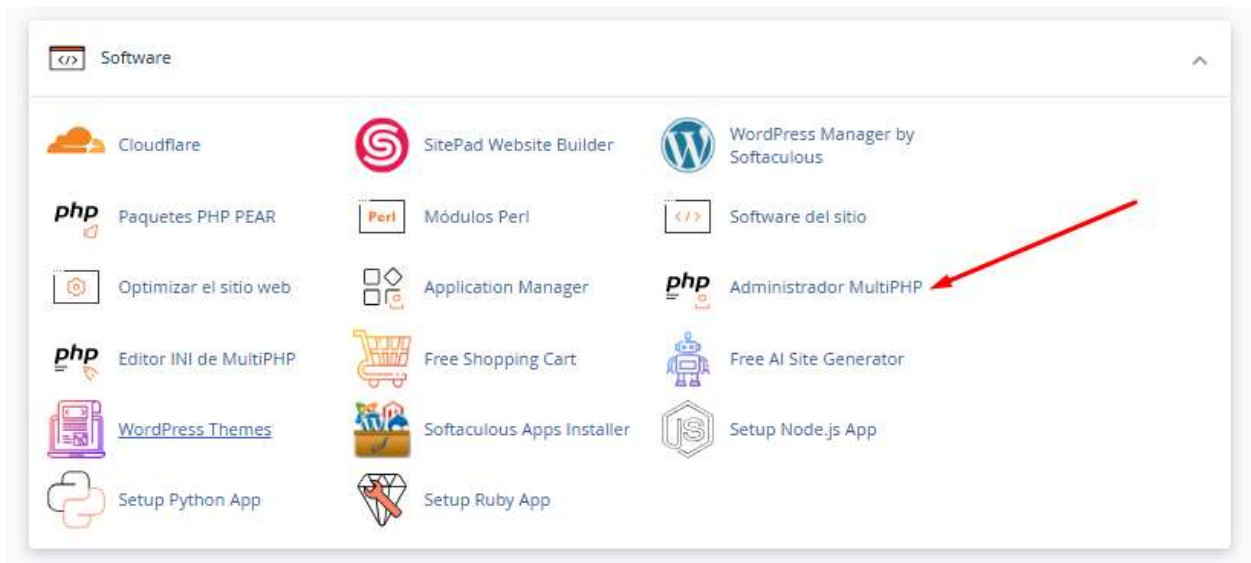 Software
Cloudflare
SitePad Website Builder
WordPress Manager by
Softaculous
php
Paquetes PHP PEAR
Perl
Módulos Perl
Software del sitio
Optimizar el sitio web
Application Manager
php
Administrador MultiPHP
php
Editor INI de MultiPHP
Free Shopping Cart
Free AI Site Generator
WordPress Themes
Softaculous Apps Installer
JS
Setup Node.js App
Setup Python App
Setup Ruby App